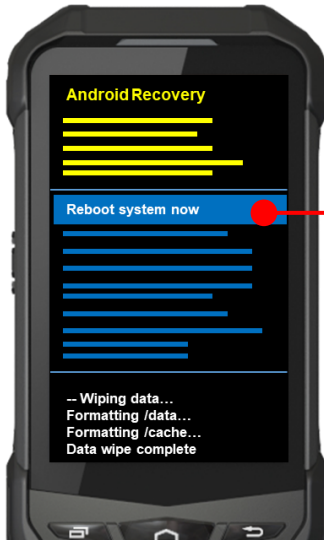 Android Recovery
Reboot system now
-- Wiping data...
Formatting /data...
Formatting /cache...
Data wipe complete